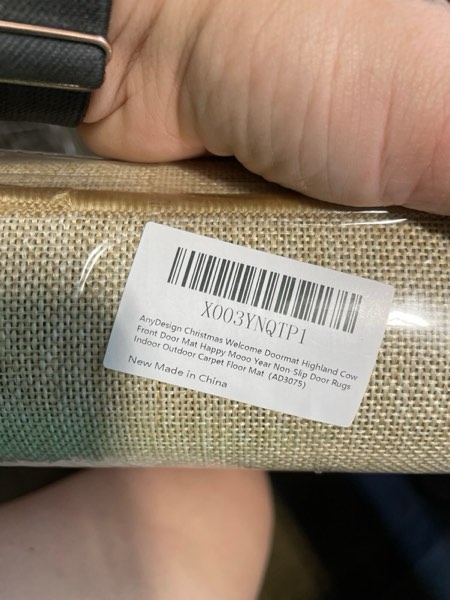 X003YNQTP1
AnyDesign Christmas Welcome Doormat Highland Cow
Front Door Mat Happy Mooo Year Non-Slip Door Rugs
Indoor Outdoor Carpet Floor Mat (AD3075)
New Made in China